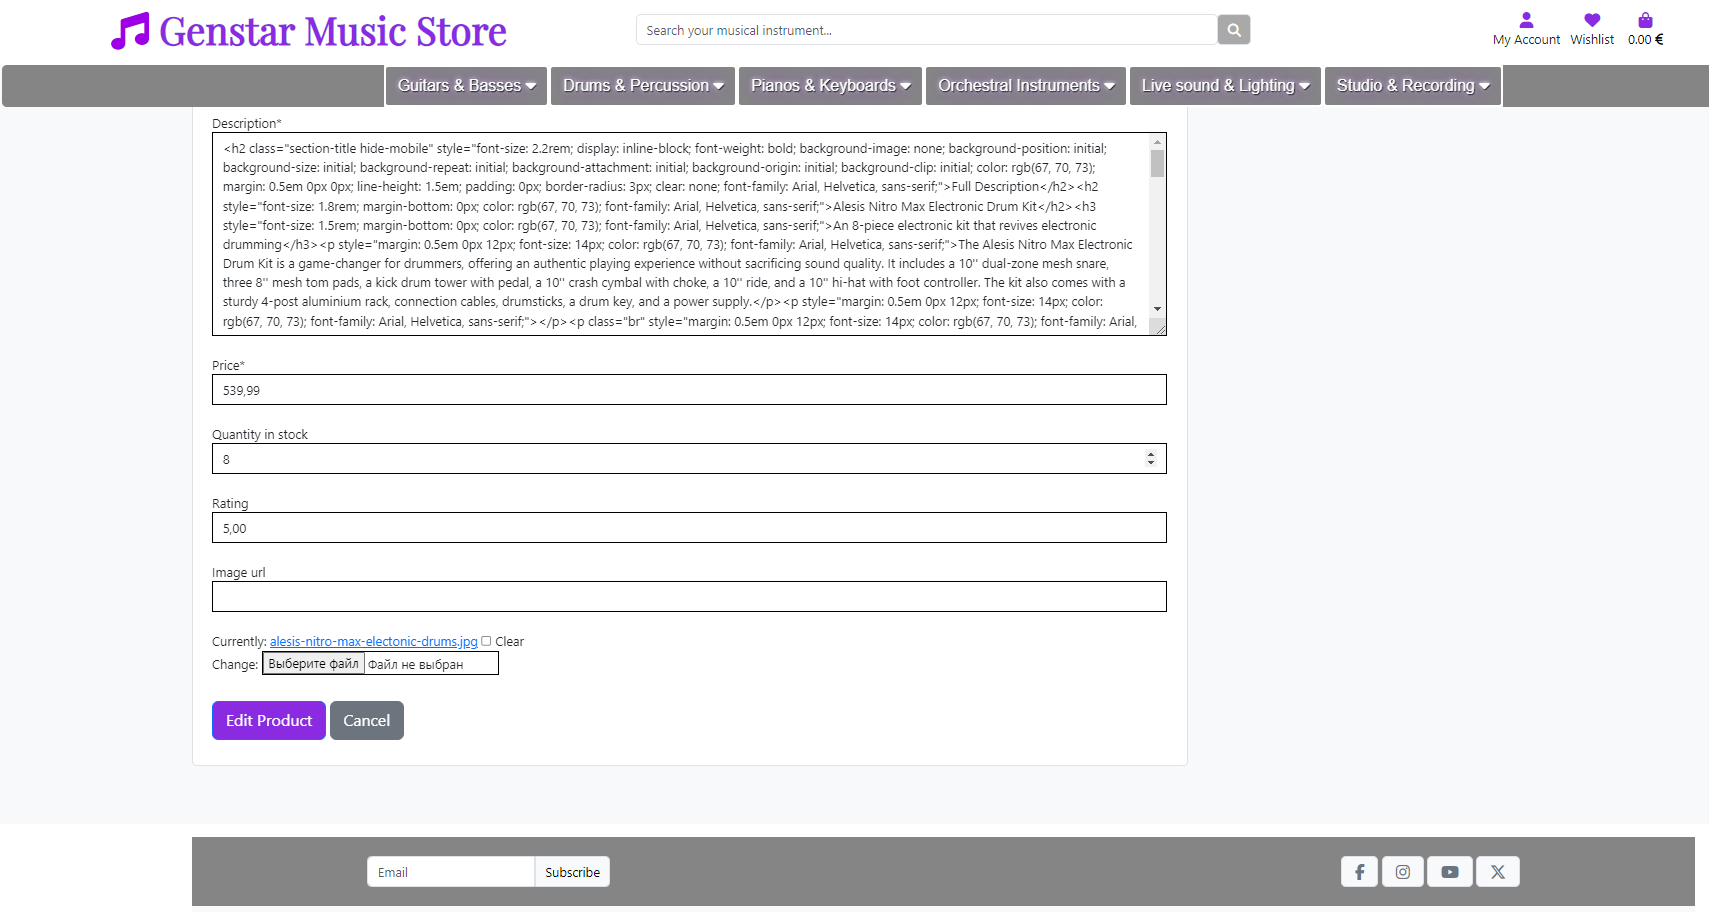 Genstar Music Store
Search your musical instrument...
My Account Wishlist 0.00 €
Guitars & Basses Drums & Percussion Pianos & Keyboards Orchestral Instruments Live sound & Lighting Studio & Recording
Description*
<h2 class="section-title hide-mobile" style="font-size: 2.2rem; display: inline-block; font-weight: bold; background-image: none; background-position: initial;
background-size: initial; background-repeat: initial; background-attachment: initial; background-origin: initial; background-clip: initial; color: rgb(67, 70, 73);
margin: 0.5em 0px 0px; line-height: 1.5em; padding: 0px; border-radius: 3px; clear: none; font-family: Arial, Helvetica, sans-serif;">Full Description</h2><h2
style="font-size: 1.8rem; margin-bottom: 0px; color: rgb(67, 70, 73); font-family: Arial, Helvetica, sans-serif;">Alesis Nitro Max Electronic Drum Kit</h2><h3
style="font-size: 1.5rem; margin-bottom: 0px; color: rgb(67, 70, 73); font-family: Arial, Helvetica, sans-serif;">An 8-piece electronic kit that revives electronic
drumming</h3><p style="margin: 0.5em 0px 12px; font-size: 14px; color: rgb(67, 70, 73); font-family: Arial, Helvetica, sans-serif;">The Alesis Nitro Max Electronic
Drum Kit is a game-changer for drummers, offering an authentic playing experience without sacrificing sound quality. It includes a 10'' dual-zone mesh snare,
three 8'' mesh tom pads, a kick drum tower with pedal, a 10'' crash cymbal with choke, a 10'' ride, and a 10'' hi-hat with foot controller. The kit also comes with a
sturdy 4-post aluminium rack, connection cables, drumsticks, a drum key, and a power supply.</p><p style="margin: 0.5em 0px 12px; font-size: 14px; color:
rgb(67, 70, 73); font-family: Arial, Helvetica, sans-serif;"></p><p class="br" style="margin: 0.5em 0px 12px; font-size: 14px; color: rgb(67, 70, 73); font-family: Arial,
Price*
539,99
Quantity in stock
8
Rating
5,00
Image url
Currently: alesis-nitro-max-electonic-drums.jpg Clear
Change: Выберите файл Файл не выбран
Edit Product Cancel
Email Subscribe